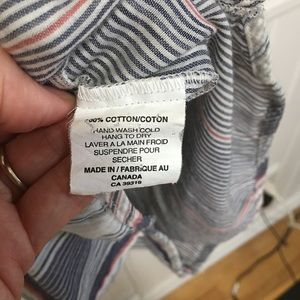 100% COTTON/COTON
HAND WASH COLD
HANG TO DRY
LAVER A LA MAIN FROID
SUSPENDRE POUR
SECHER
MADE IN / FABRIQUE AU
CANADA
CA 39319